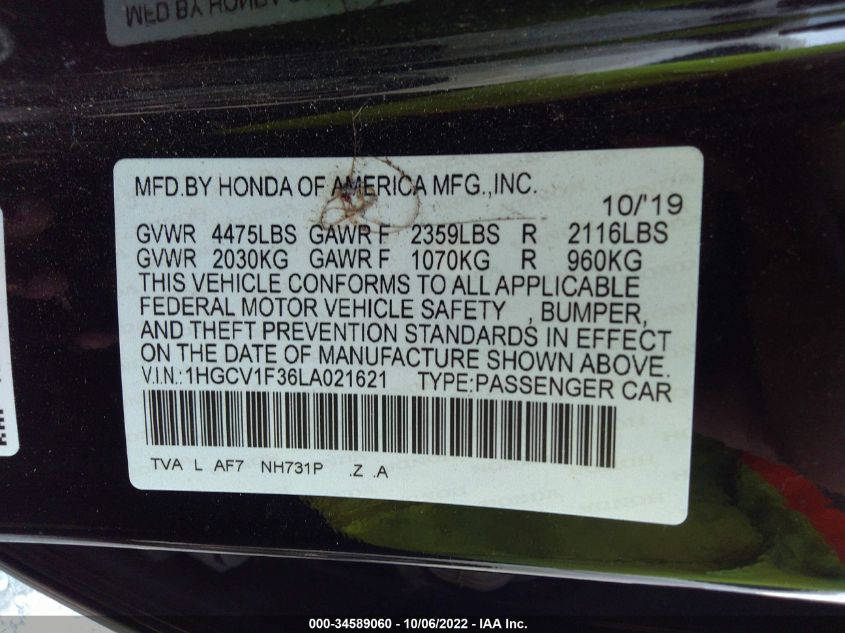 MFD BY HONDA
MFD.BY HONDA OF AMERICA MFG.,INC.
10/'19
GVWR 4475LBS GAWR F 2359LBS R 2116LBS
GVWR 2030KG GAWR F 1070KG R 960KG
THIS VEHICLE CONFORMS TO ALL APPLICABLE
FEDERAL MOTOR VEHICLE SAFETY , BUMPER,
AND THEFT PREVENTION STANDARDS IN EFFECT
ON THE DATE OF MANUFACTURE SHOWN ABOVE.
V.I.N.:1HGCV1F36LA021621 TYPE:PASSENGER CAR
TVA L AF7 NH731P .Z .A
000-34589060 - 10/06/2022 - IAA Inc.